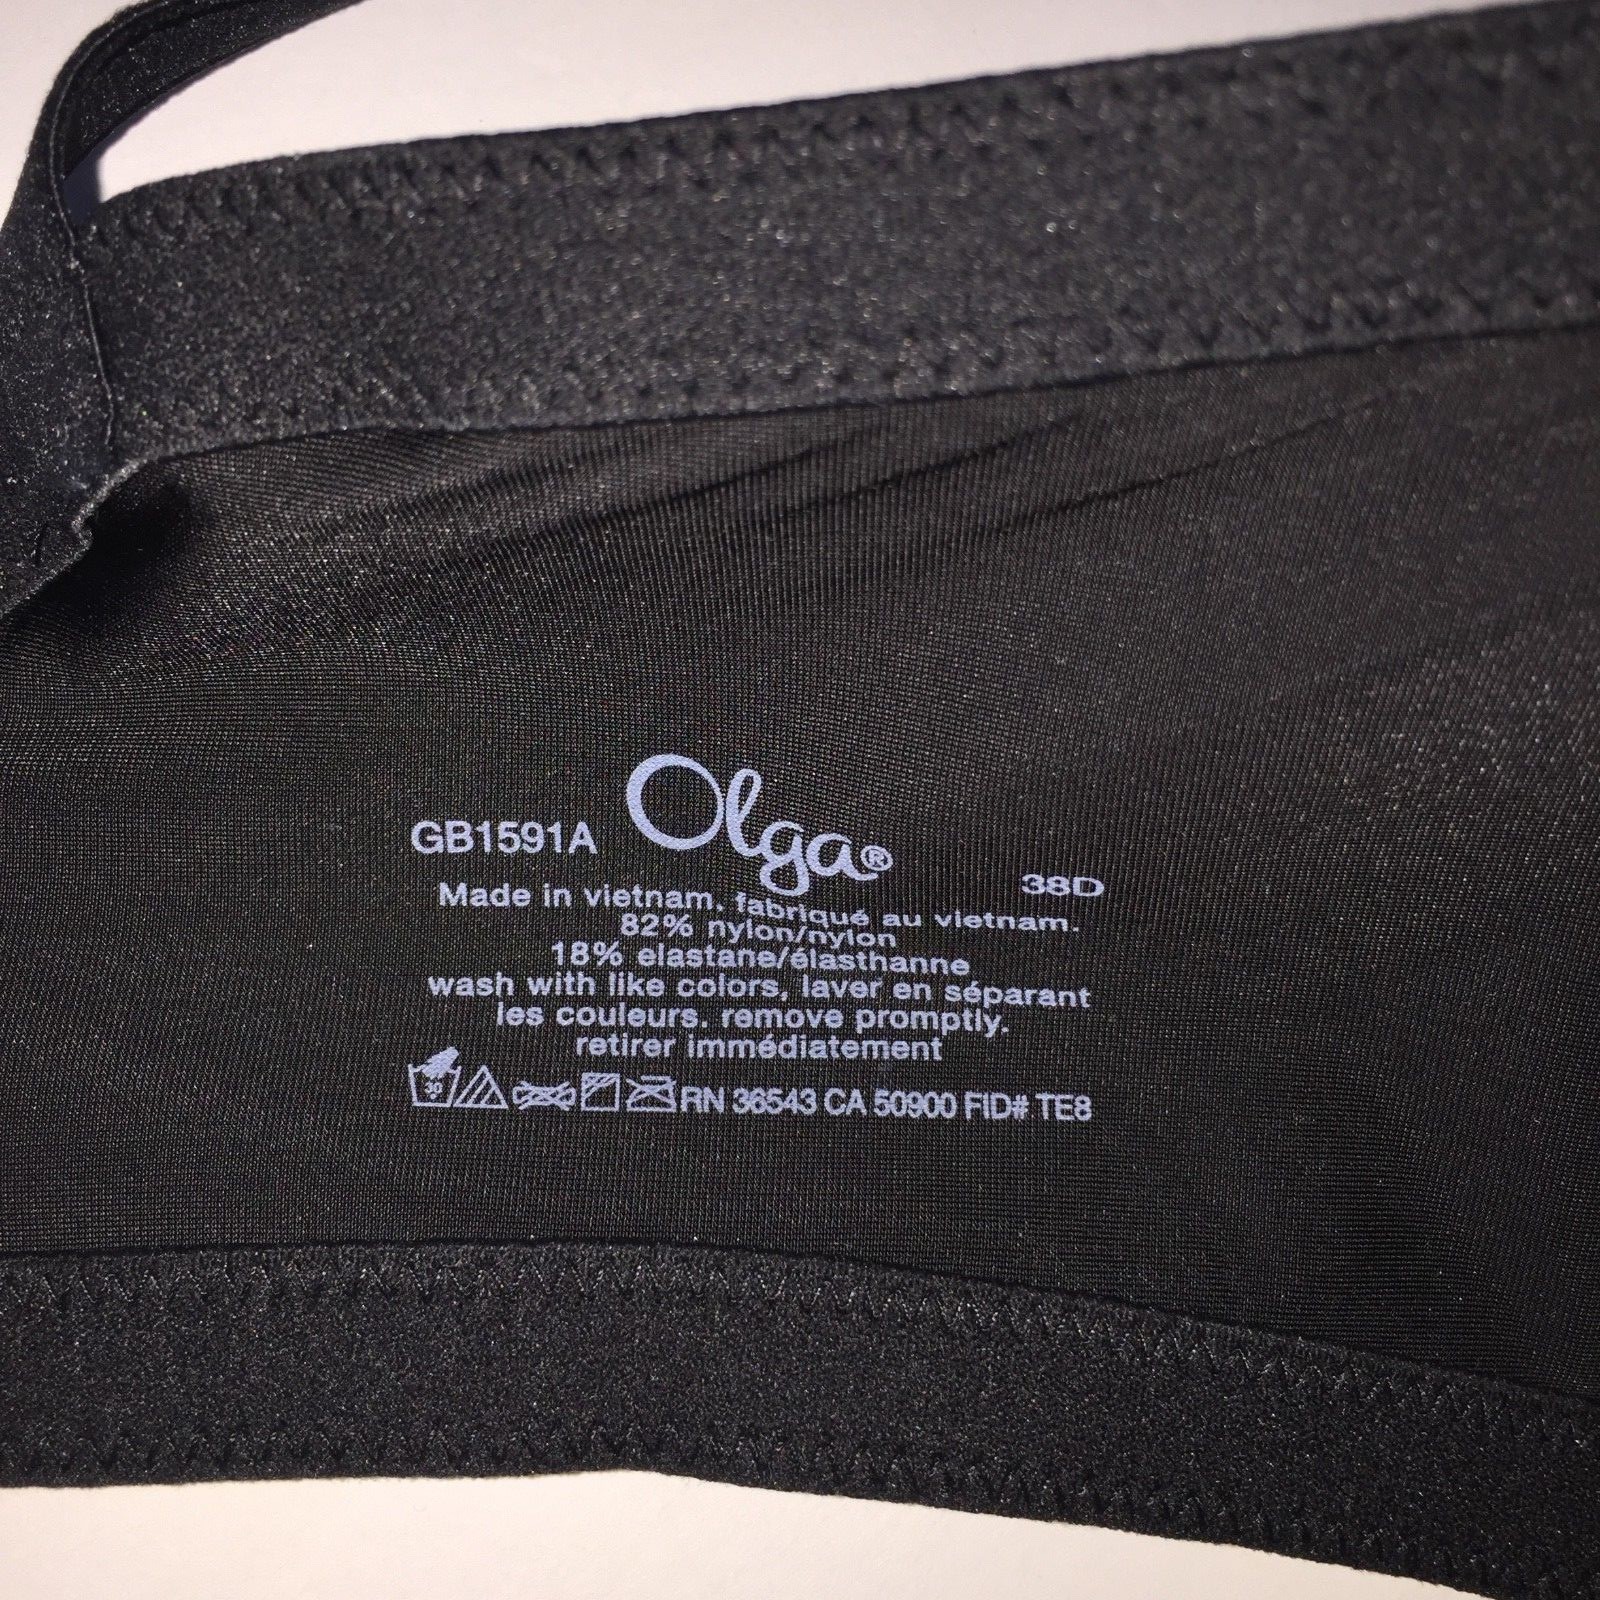 GB1591A Olga® 38D
Made in vietnam. fabriqué au vietnam.
82% nylon/nylon
18% elastane/élasthanne
wash with like colors, laver en séparant
les couleurs. remove promptly.
retirer immédiatement
30 RN 36543 CA 50900 FID# TE8